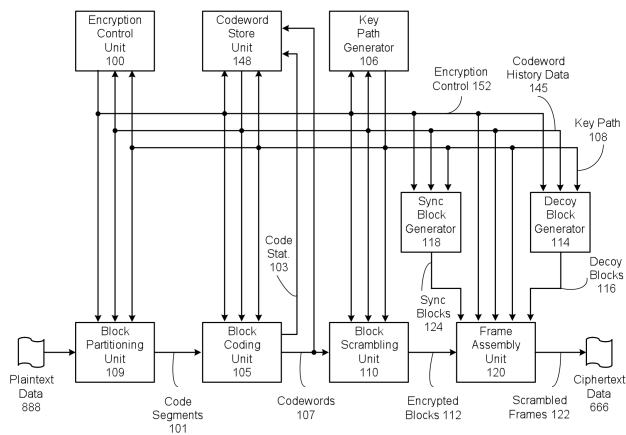 Encryption
Control
Unit
100
Codeword
Store
Unit
148
Key
Path
Generator
106
Encryption
Control 152
Codeword
History Data
145
Key Path
108
Sync
Block
Generator
118
Decoy
Block
Generator
114
Code
Stat.
103
Sync
Blocks
124
Decoy
Blocks
116
Plaintext
Data
888
Block
Partitioning
Unit
109
Code
Segments
101
Block
Coding
Unit
105
Codewords
107
Block
Scrambling
Unit
110
Encrypted
Blocks 112
Frame
Assembly
Unit
120
Scrambled
Frames 122
Ciphertext
Data
666